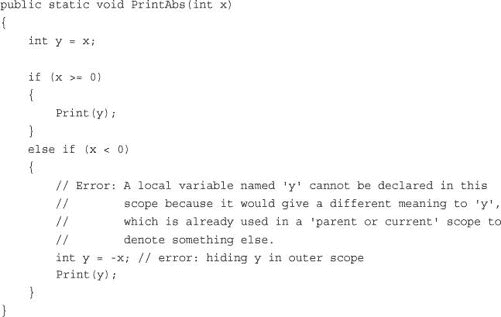 public static void PrintAbs(int x)
{
    int y = x;

    if (x >= 0)
    {
        Print(y);
    }
    else if (x < 0)
    {
        // Error: A local variable named 'y' cannot be declared in this
        //        scope because it would give a different meaning to 'y',
        //        which is already used in a 'parent or current' scope to
        //        denote something else.
        int y = -x; // error: hiding y in outer scope
        Print(y);
    }
}